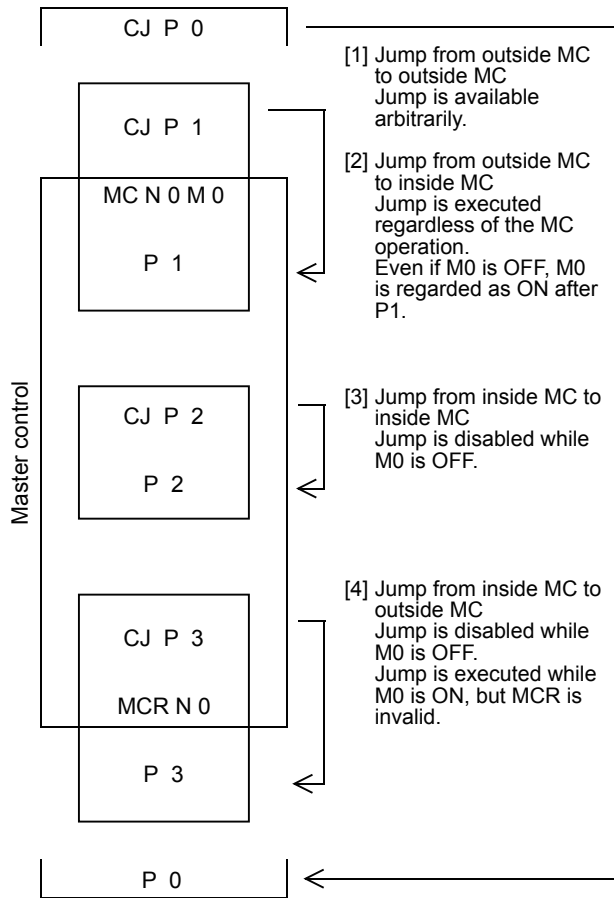 CJ P 0
[1] Jump from outside MC
to outside MC
Jump is available
arbitrarily.
CJ P 1
[2] Jump from outside MC
to inside MC
Jump is executed
regardless of the MC
operation.
Even if M0 is OFF, M0
is regarded as ON after
P1.
MC N 0 M 0
P 1
Master control
CJ P 2
[3] Jump from inside MC to
inside MC
Jump is disabled while
M0 is OFF.
P 2
[4] Jump from inside MC to
outside MC
Jump is disabled while
M0 is OFF.
Jump is executed while
M0 is ON, but MCR is
invalid.
CJ P 3
MCR N 0
P 3
P 0